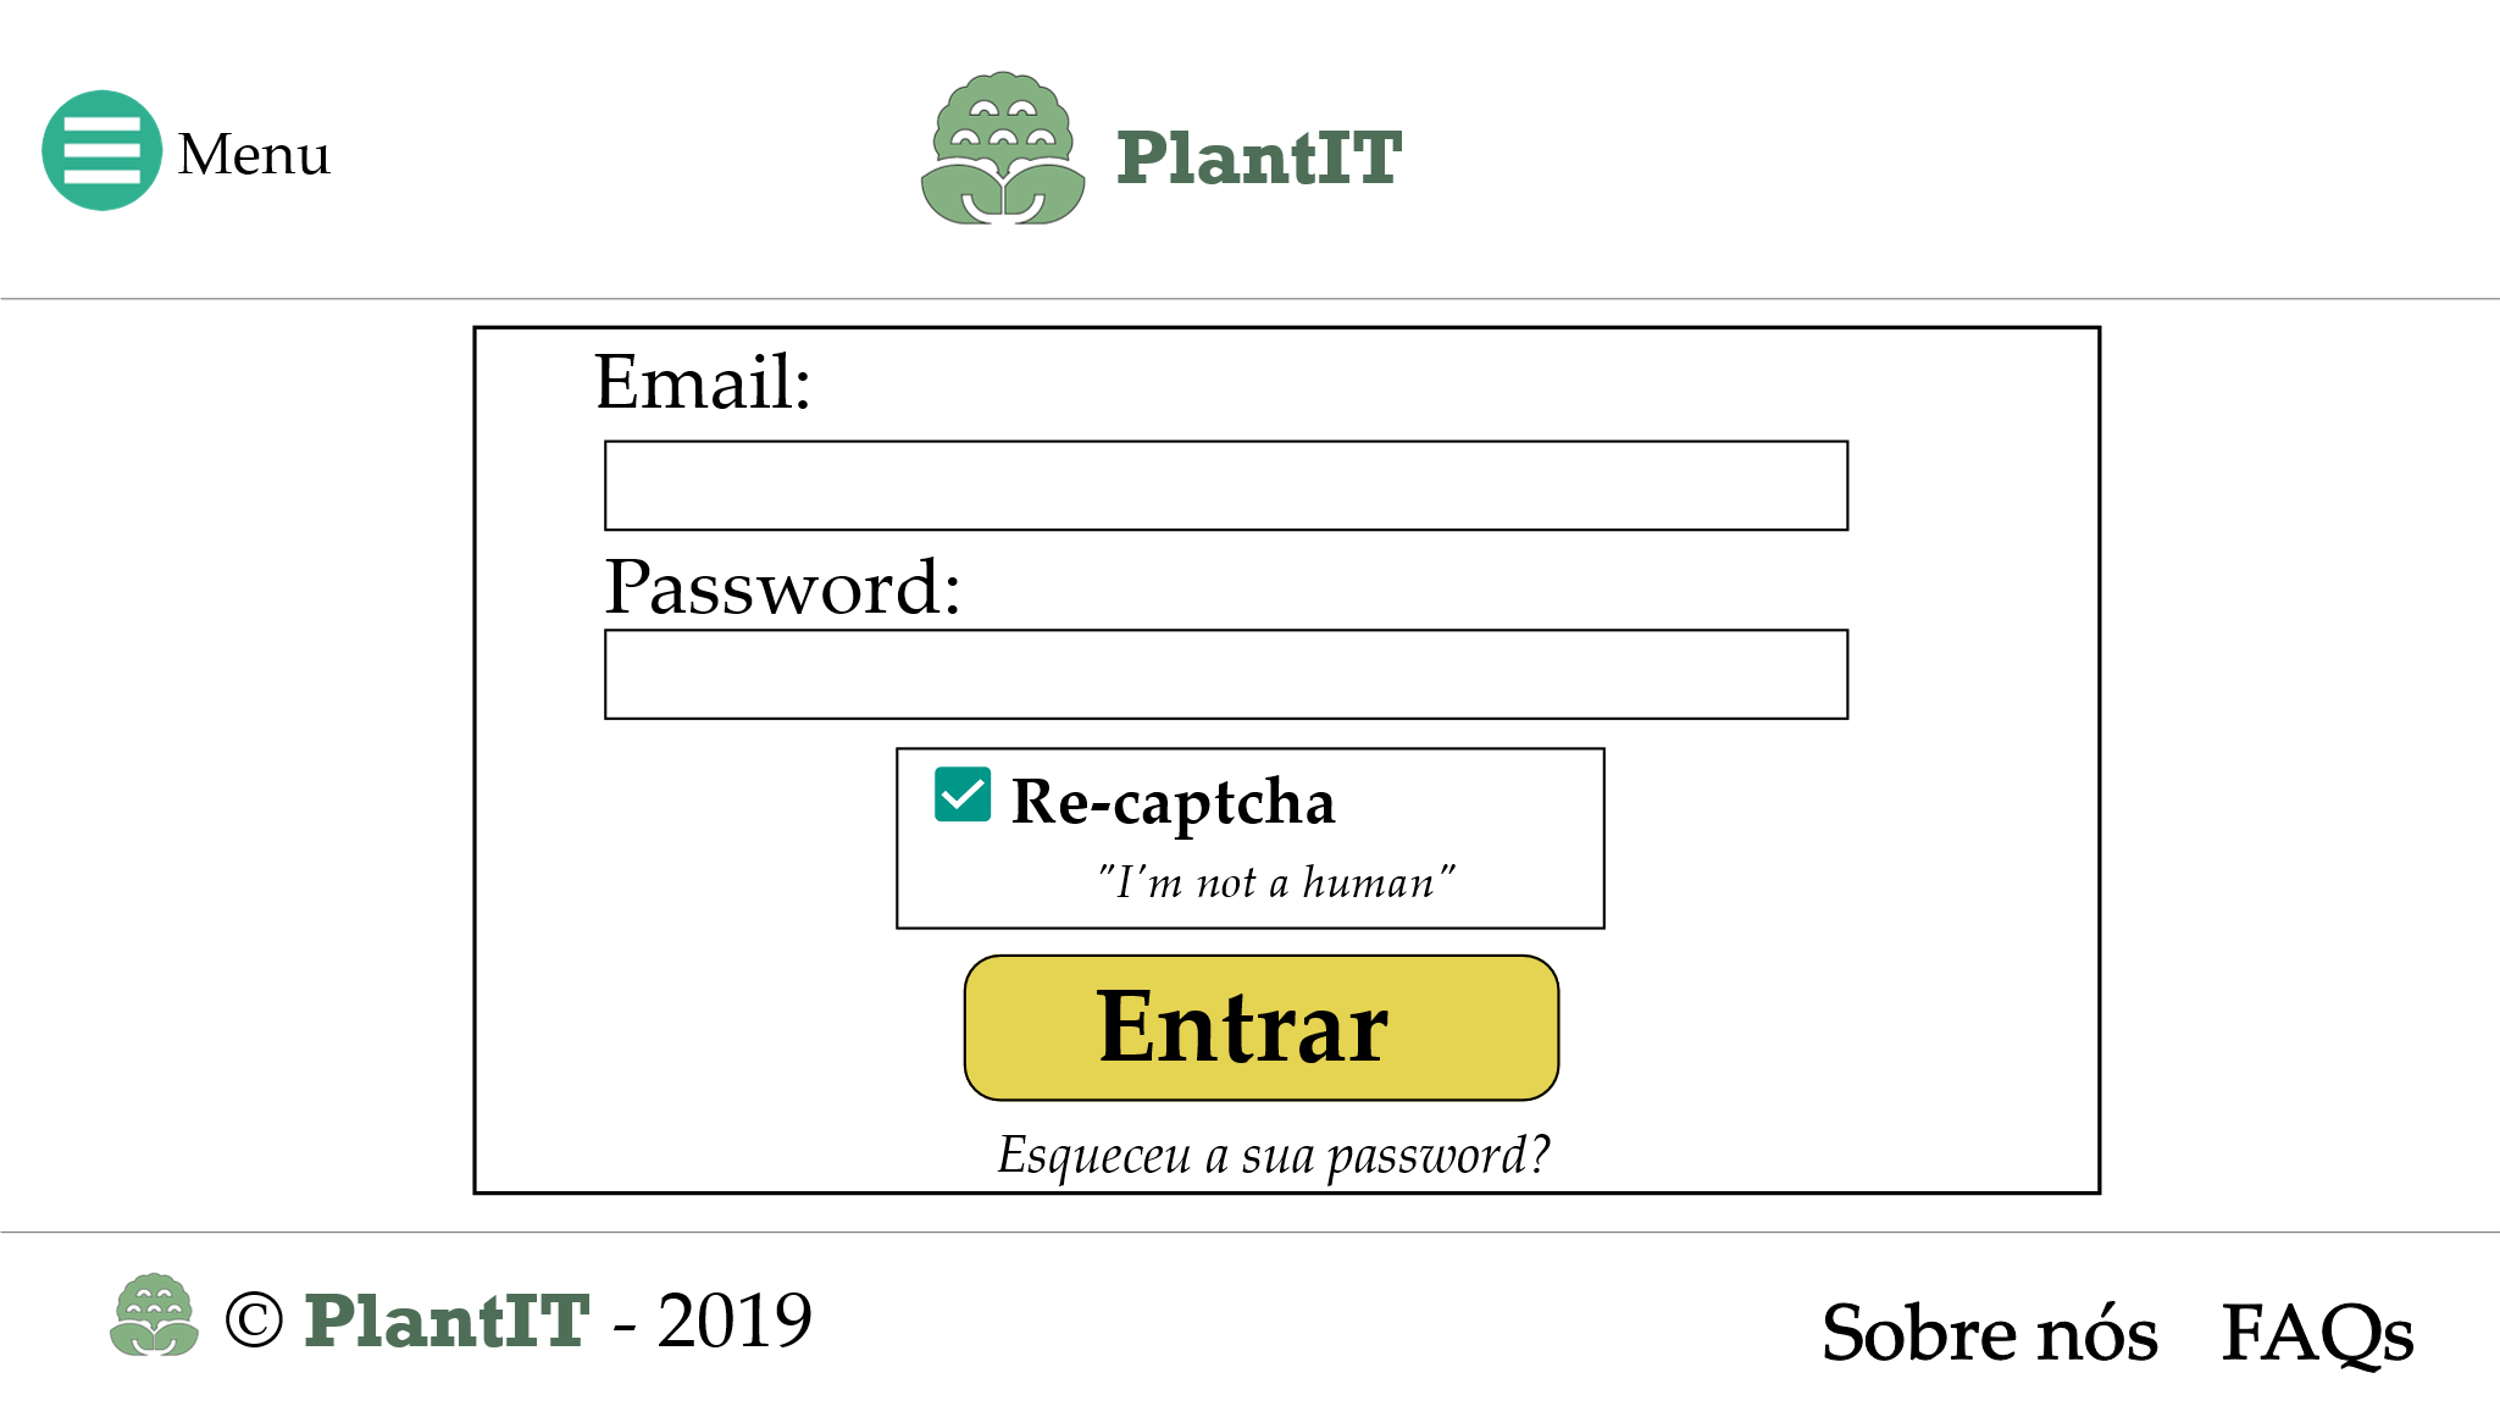 Menu
PlantIT
Email:
Password:
Re-captcha
"I'm not a human"
Entrar
Esqueceu a sua password?
© PlantIT - 2019
Sobre nós FAQs